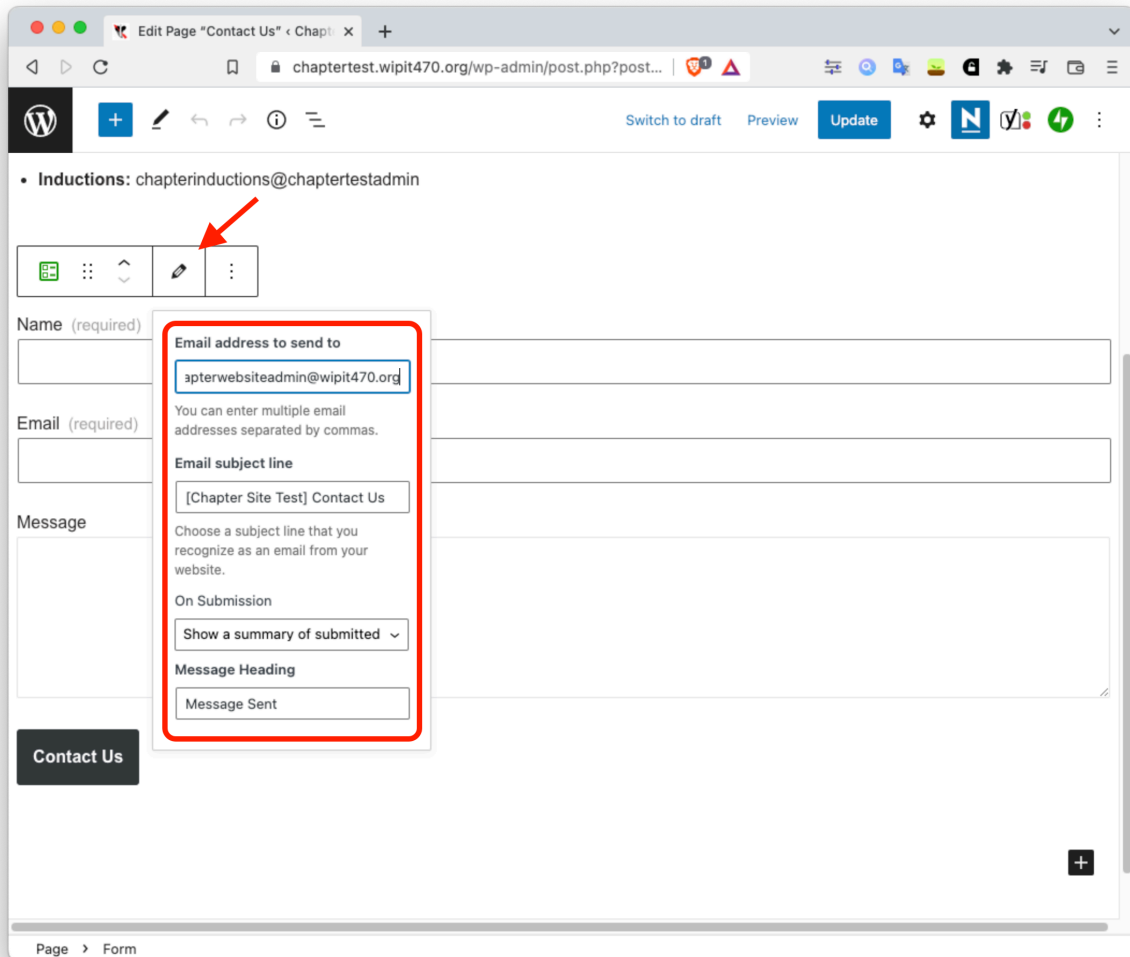 Edit Page “Contact Us” ‹ Chapt
chaptertest.wipit470.org/wp-admin/post.php?post...
1
Switch to draft
Preview
Update
• Inductions: chapterinductions@chaptertestadmin
Name (required)
Email address to send to
apterwebsiteadmin@wipit470.org
You can enter multiple email
addresses separated by commas.
Email (required)
Email subject line
[Chapter Site Test] Contact Us
Message
Choose a subject line that you
recognize as an email from your
website.
On Submission
Show a summary of submitted
Message Heading
Message Sent
Contact Us
Page › Form